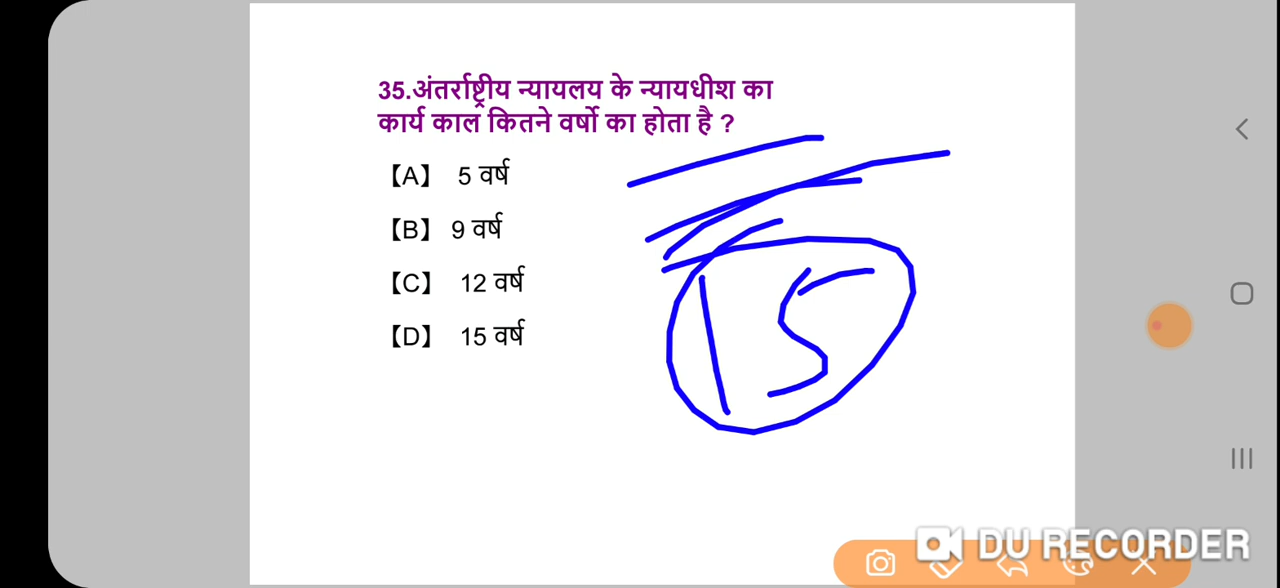 35.अंतर्राष्ट्रीय न्यायलय के न्यायधीश का
कार्य काल कितने वर्षो का होता है ?
【A】 5 वर्ष
【B】 9 वर्ष
【C】 12 वर्ष
【D】 15 वर्ष
15
DU RECORDER